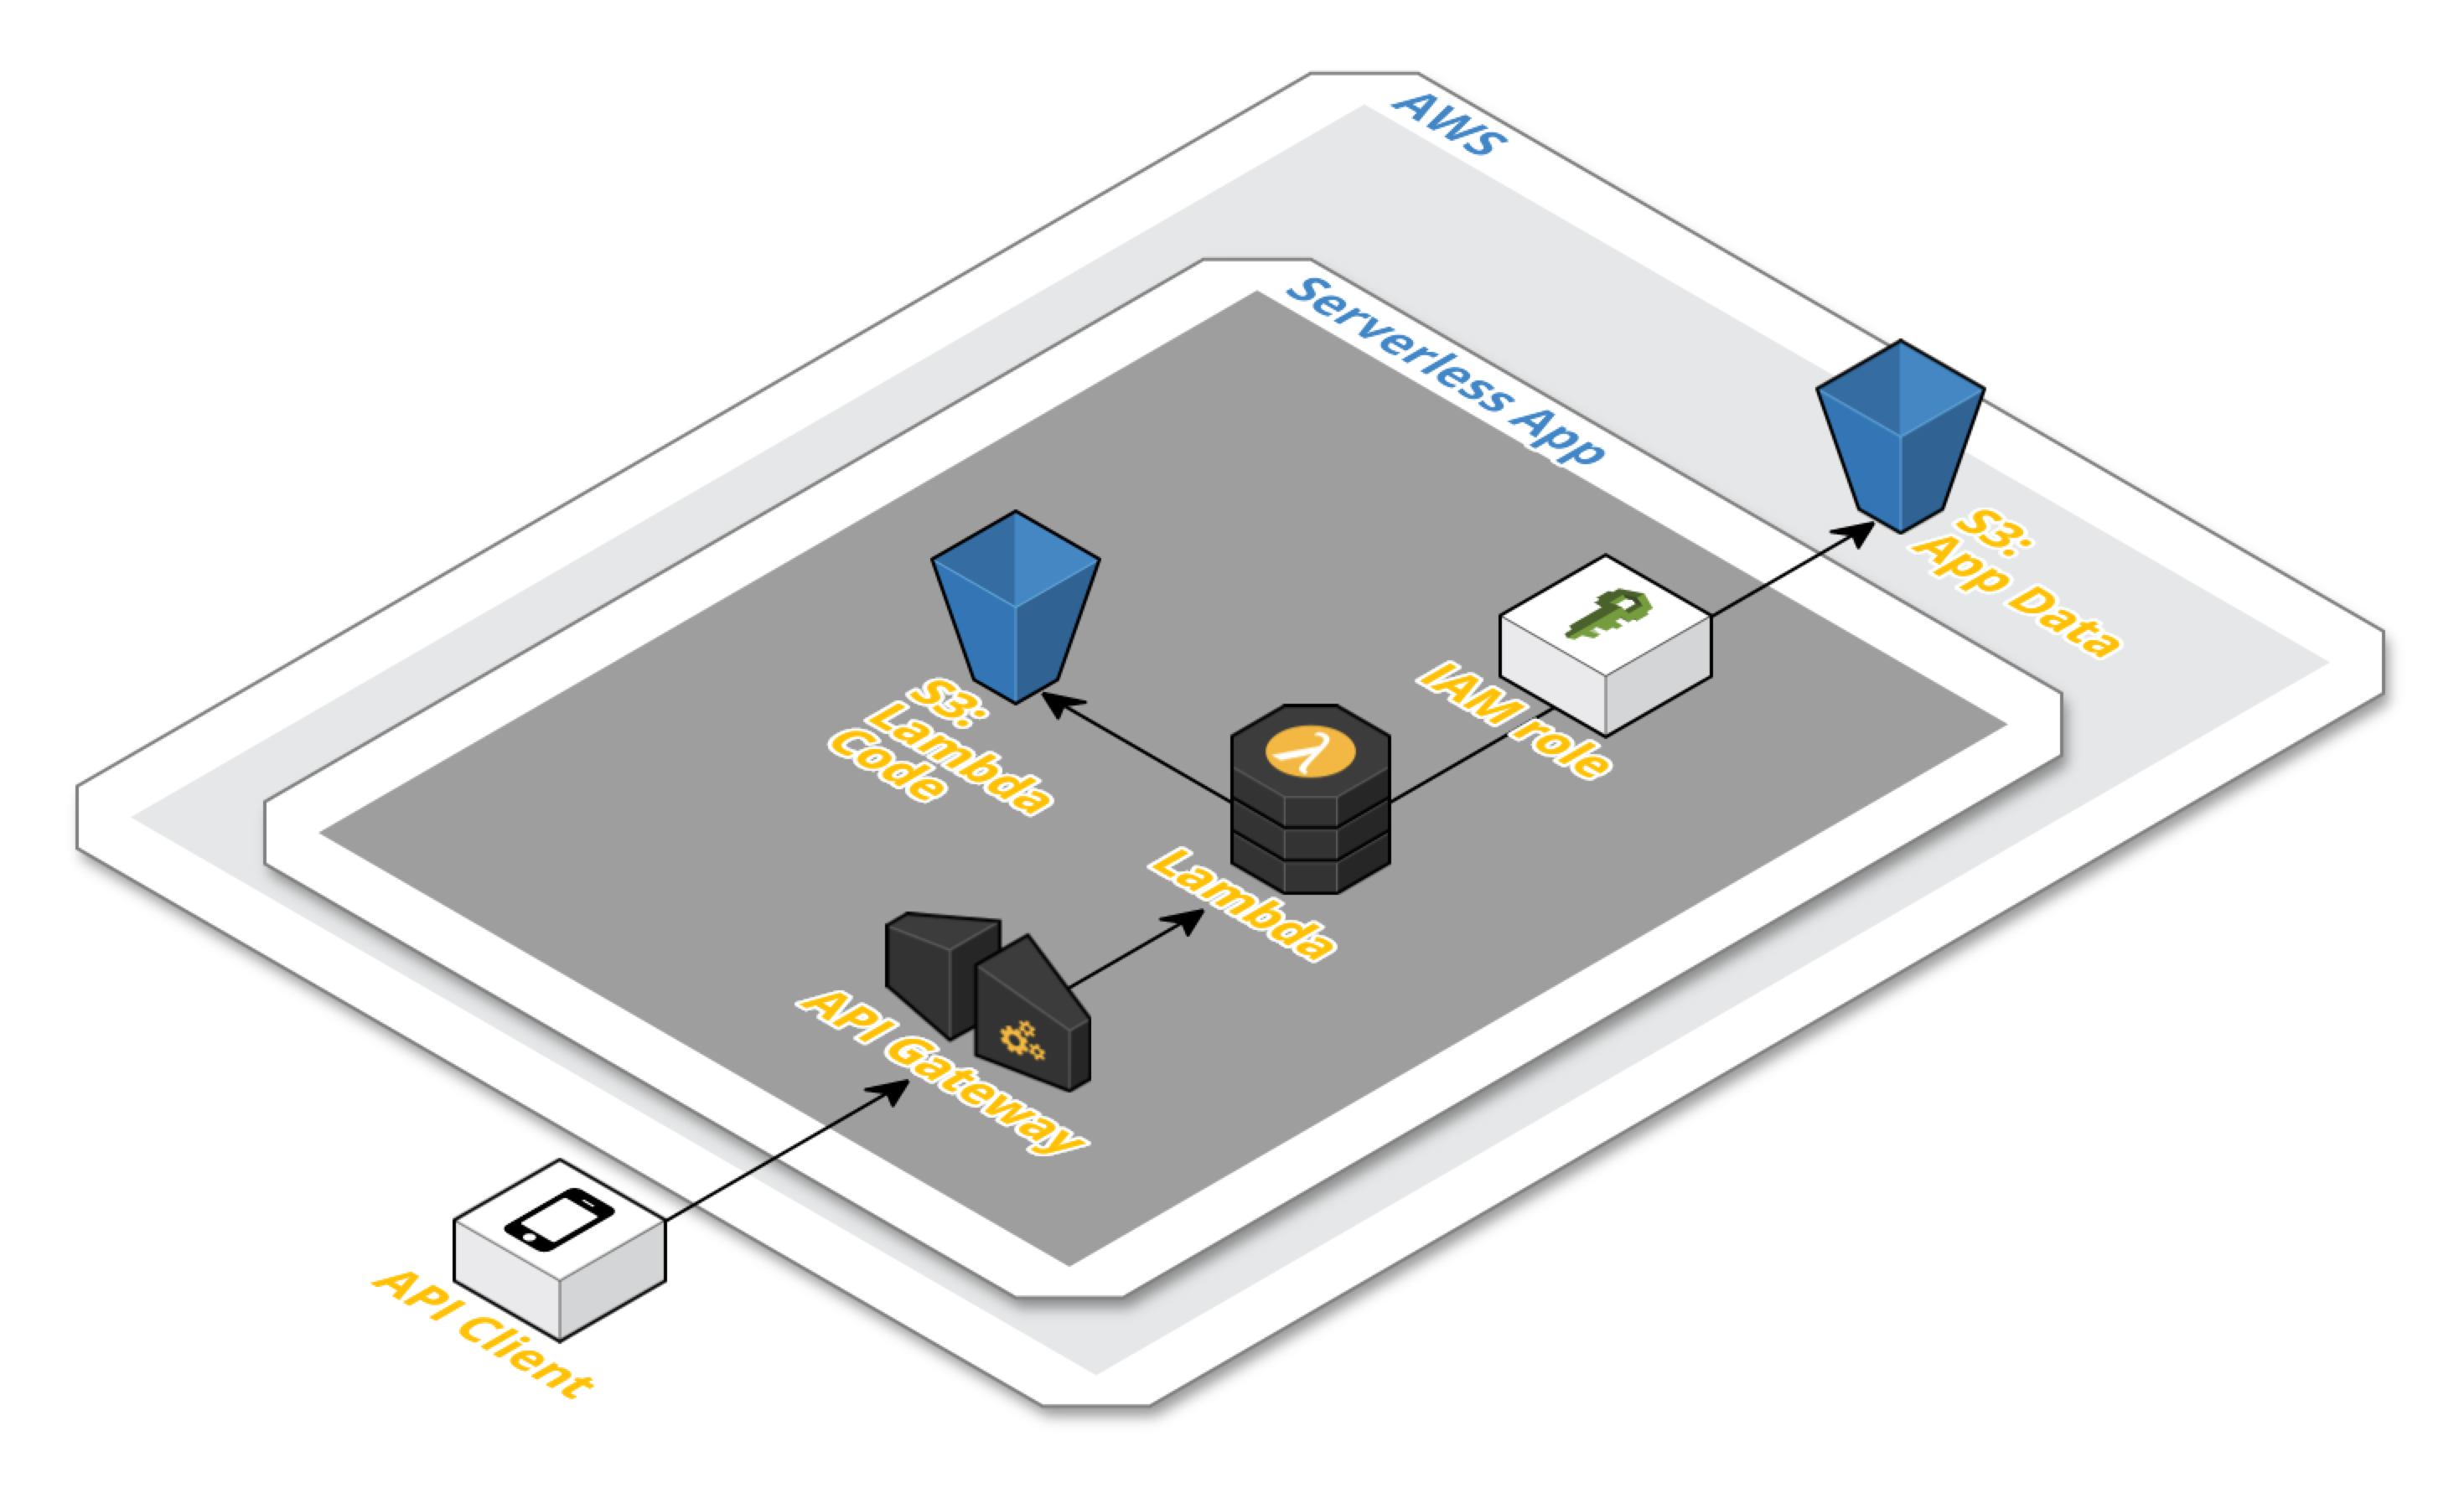 AWS
Serverless App
S3:
App Data
S3:
Lambda
Code
IAM role
Lambda
API Gateway
API Client